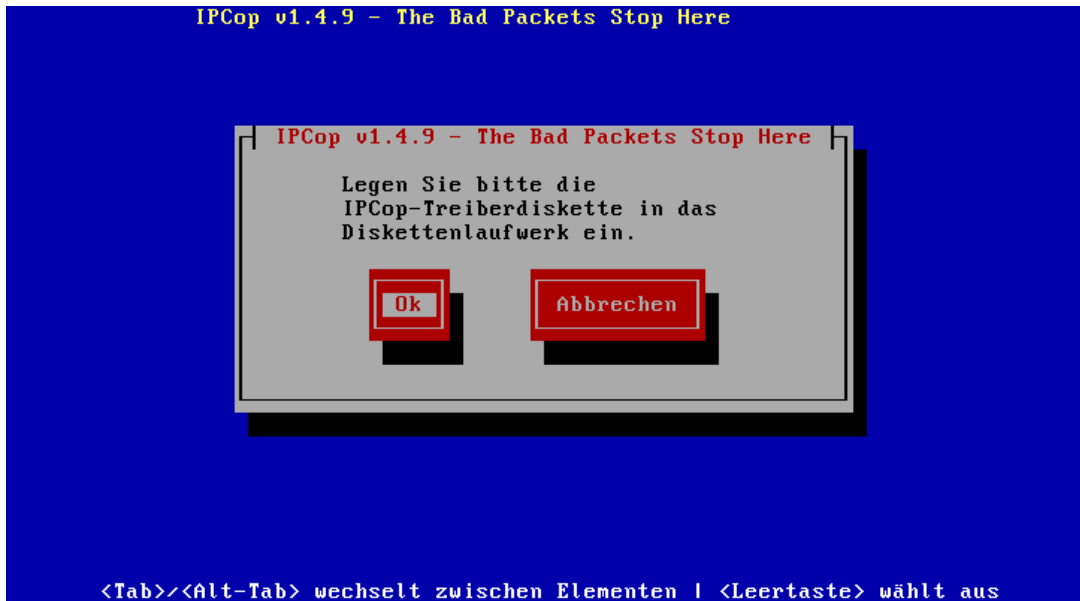 IPCop v1.4.9 - The Bad Packets Stop Here
IPCop v1.4.9 - The Bad Packets Stop Here
Legen Sie bitte die
IPCop-Treiberdiskette in das
Diskettenlaufwerk ein.
Ok Abbrechen
<Tab>/<Alt-Tab> wechselt zwischen Elementen | <Leertaste> wählt aus